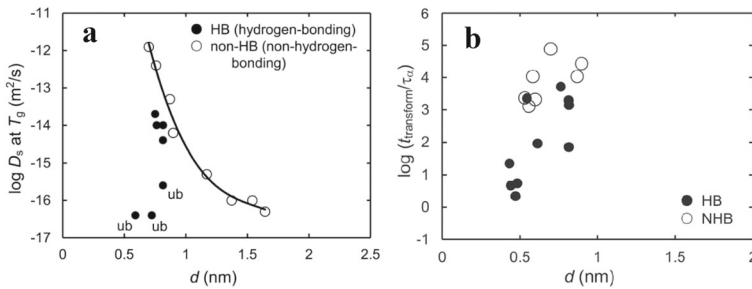 a
HB (hydrogen-bonding)
non-HB (non-hydrogen-
bonding)
log Ds at Tg (m²/s)
-11
-12
-13
-14
-15
-16
-17
ub
ub
ub
0
0.5
1
1.5
2
2.5
d (nm)
b
log (ttransform/τα)
6
5
4
3
2
1
0
-1
HB
NHB
0
0.5
1
1.5
2
d (nm)